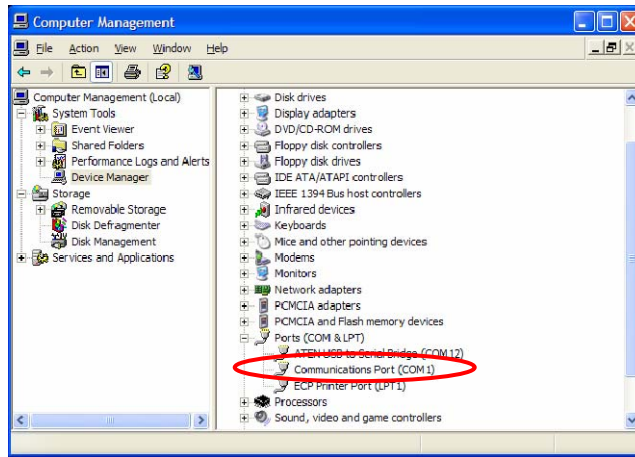 Computer Management
File Action View Window Help
Computer Management (Local)
System Tools
Event Viewer
Shared Folders
Performance Logs and Alerts
Device Manager
Storage
Removable Storage
Disk Defragmenter
Disk Management
Services and Applications
Disk drives
Display adapters
DVD/CD-ROM drives
Floppy disk controllers
Floppy disk drives
IDE ATA/ATAPI controllers
IEEE 1394 Bus host controllers
Infrared devices
Keyboards
Mice and other pointing devices
Modems
Monitors
Network adapters
PCMCIA adapters
PCMCIA and Flash memory devices
Ports (COM & LPT)
ATEN USB to Serial Bridge (COM12)
Communications Port (COM1)
ECP Printer Port (LPT1)
Processors
Sound, video and game controllers